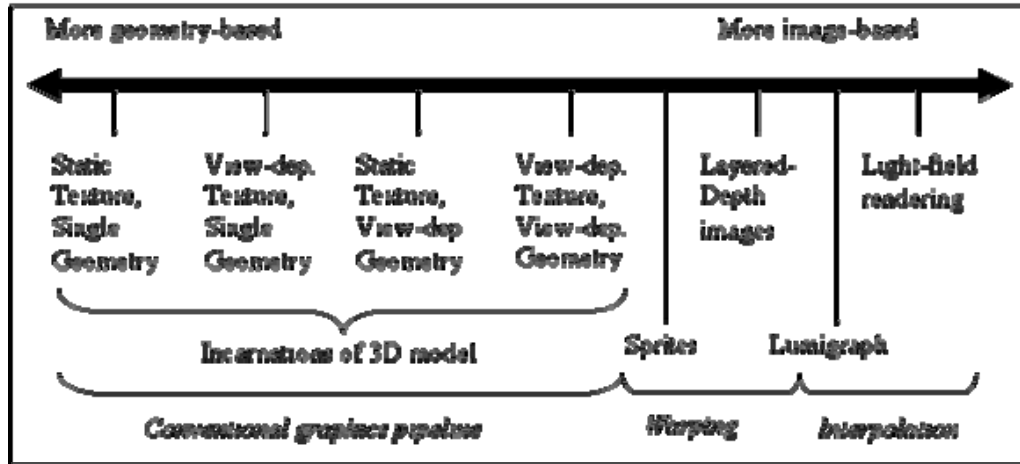 More geometry-based
More image-based
Static
Texture,
Single
Geometry
View-dep.
Texture,
Single
Geometry
Static
Texture,
View-dep
Geometry
View-dep.
Texture,
View-dep.
Geometry
Layered-
Depth
images
Light-field
rendering
Sprites
Lumigraph
Incarnations of 3D model
Conventional graphics pipeline
Warping
Interpolation